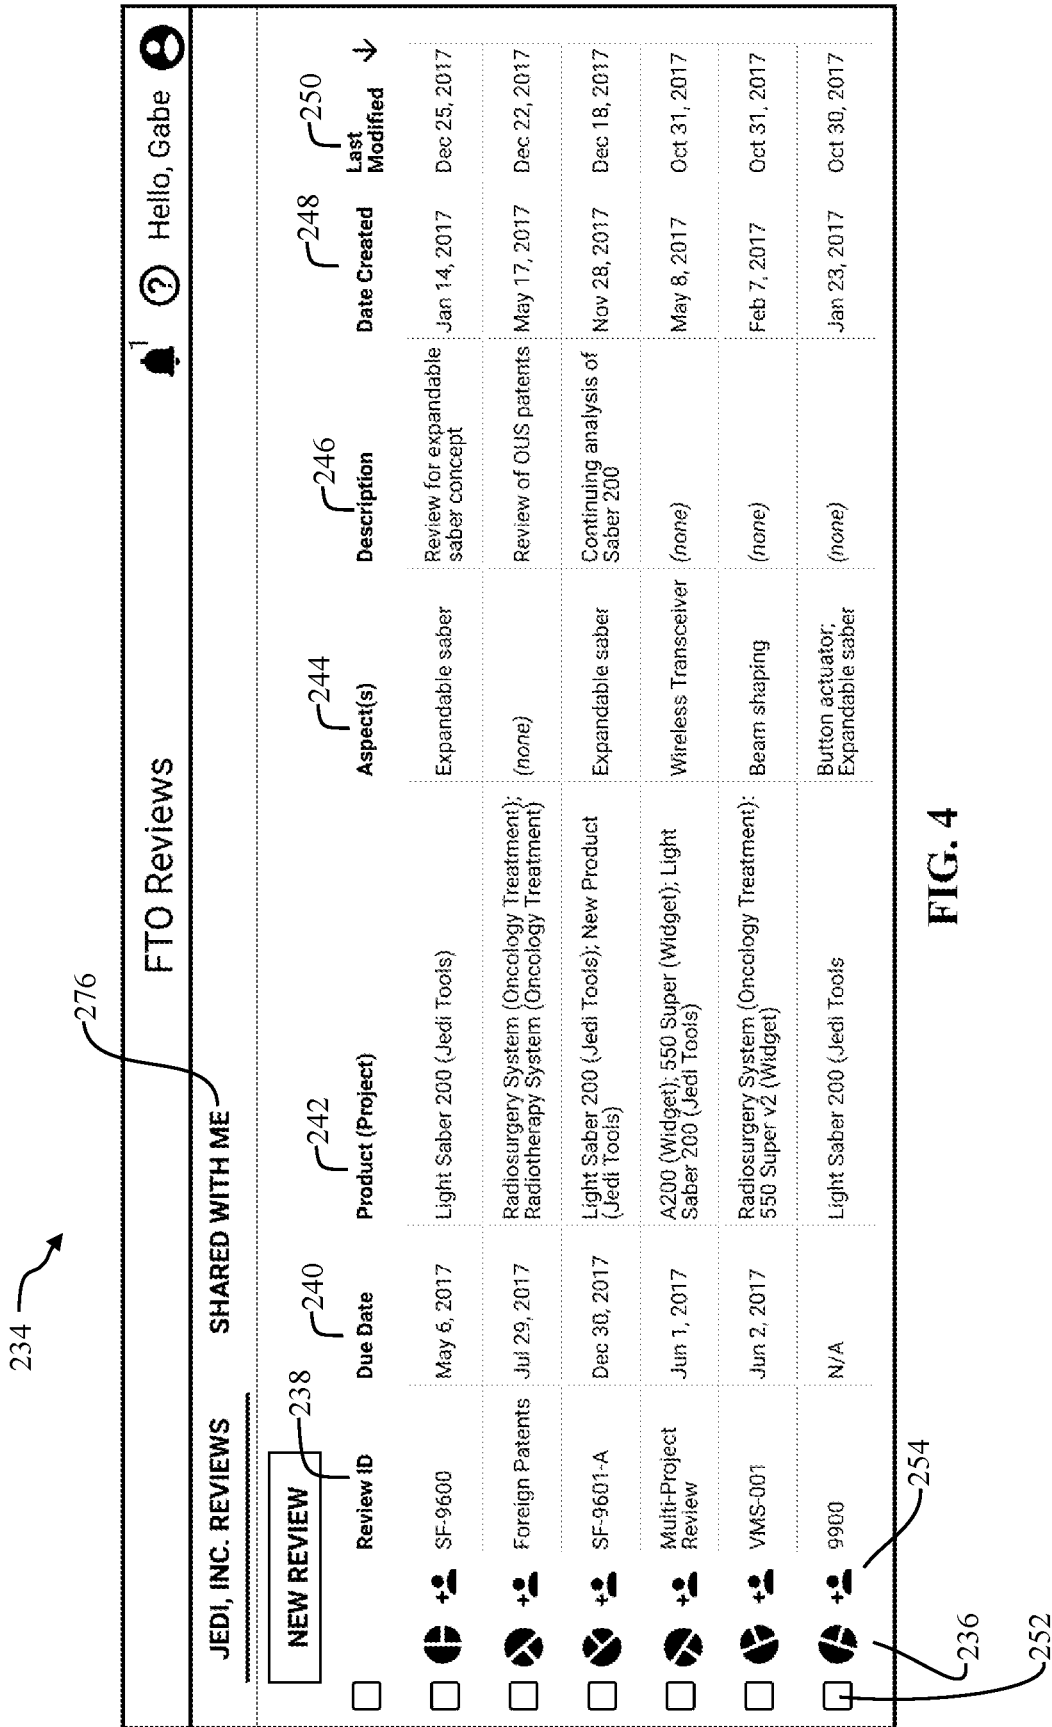 234
276
FTO Reviews
1
?
Hello, Gabe
JEDI, INC. REVIEWS
SHARED WITH ME
NEW REVIEW
238
240
242
244
246
248
250
Review ID
Due Date
Product (Project)
Aspect(s)
Description
Date Created
Last
Modified
SF-9600
May 6, 2017
Light Saber 200 (Jedi Tools)
Expandable saber
Review for expandable
saber concept
Jan 14, 2017
Dec 25, 2017
Foreign Patents
Jul 29, 2017
Radiosurgery System (Oncology Treatment);
Radiotherapy System (Oncology Treatment)
(none)
Review of OUS patents
May 17, 2017
Dec 22, 2017
SF-9601-A
Dec 30, 2017
Light Saber 200 (Jedi Tools); New Product
(Jedi Tools)
Expandable saber
Continuing analysis of
Saber 200
Nov 28, 2017
Dec 18, 2017
Multi-Project
Review
Jun 1, 2017
A200 (Widget); 550 Super (Widget); Light
Saber 200 (Jedi Tools)
Wireless Transceiver
(none)
May 8, 2017
Oct 31, 2017
VMS-001
Jun 2, 2017
Radiosurgery System (Oncology Treatment):
550 Super v2 (Widget)
Beam shaping
(none)
Feb 7, 2017
Oct 31, 2017
9900
N/A
Light Saber 200 (Jedi Tools
Button actuator;
Expandable saber
(none)
Jan 23, 2017
Oct 30, 2017
254
236
252
FIG. 4